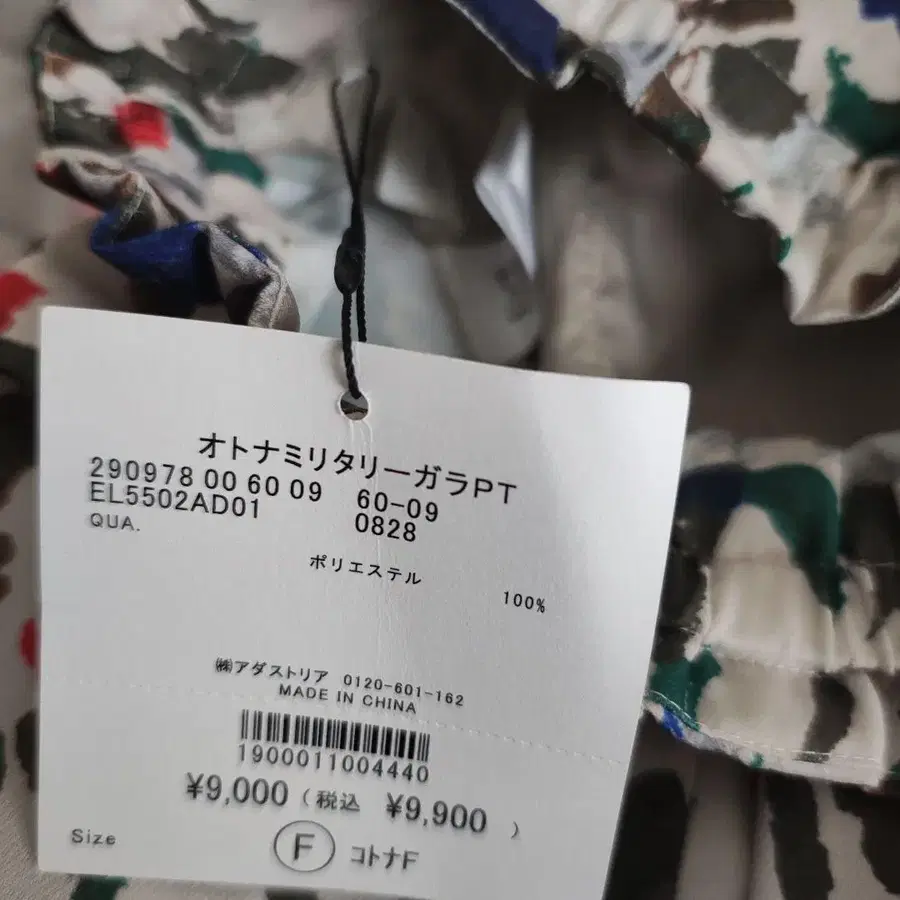 オトナミリタリーガラPT
290978 00 60 09 60-09
EL5502AD01 0828
QUA.
ポリエステル
100%
㈱アダストリア 0120-601-162
MADE IN CHINA
1900011004440
¥9,000 (税込 ¥9,900 )
Size F コトナF